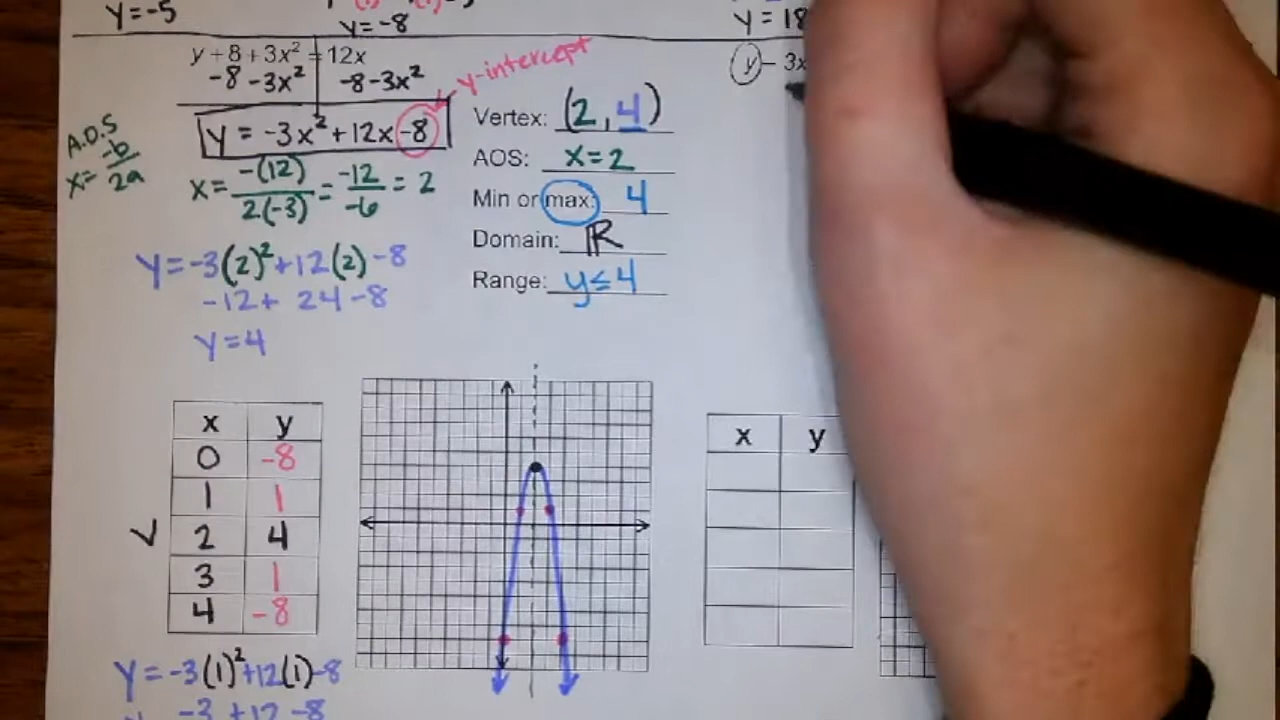 y=-5
y=-8
y = 18
y + 8 + 3x² = 12x
-8 -3x² -8 -3x²
y-intercept
y = -3x² +12x -8
A.O.S
x= -b/2a
x= -(12)/2(-3) = -12/-6 = 2
y=-3(2)²+12(2)-8
-12+ 24-8
y=4
Vertex: (2,4)
AOS: x=2
Min or max: 4
Domain: ℝ
Range: y≤4
y - 3x
x y
0 -8
1 1
V 2 4
3 1
4 -8
y=-3(1)²+12(1)-8
-3 +12 -8
x y